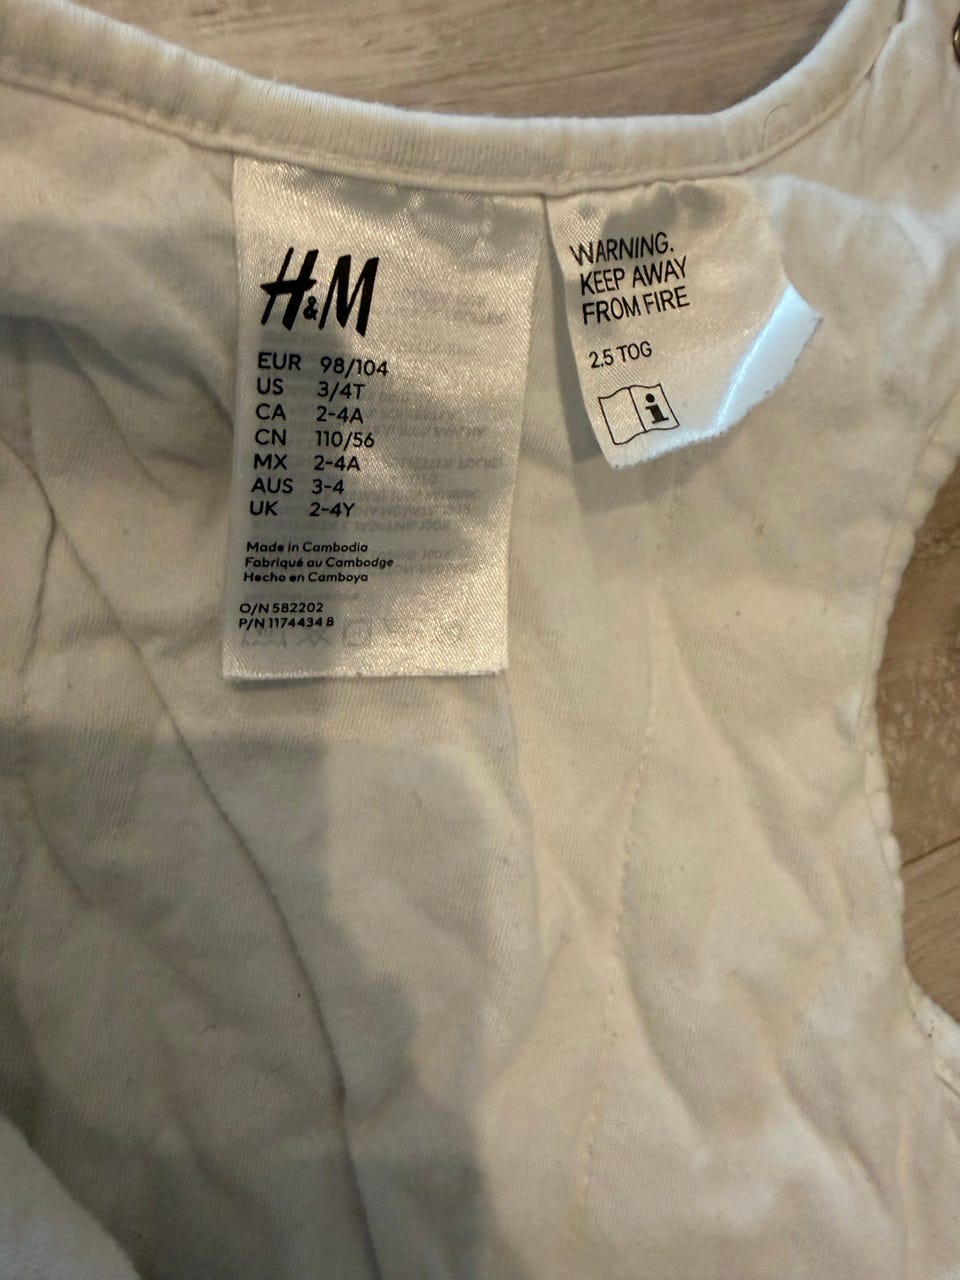 H&M
EUR 98/104
US 3/4T
CA 2-4A
CN 110/56
MX 2-4A
AUS 3-4
UK 2-4Y
Made in Cambodia
Fabriqué au Cambodge
Hecho en Camboya
O/N 582202
P/N 1174434 8
WARNING.
KEEP AWAY
FROM FIRE
2.5 TOG
i